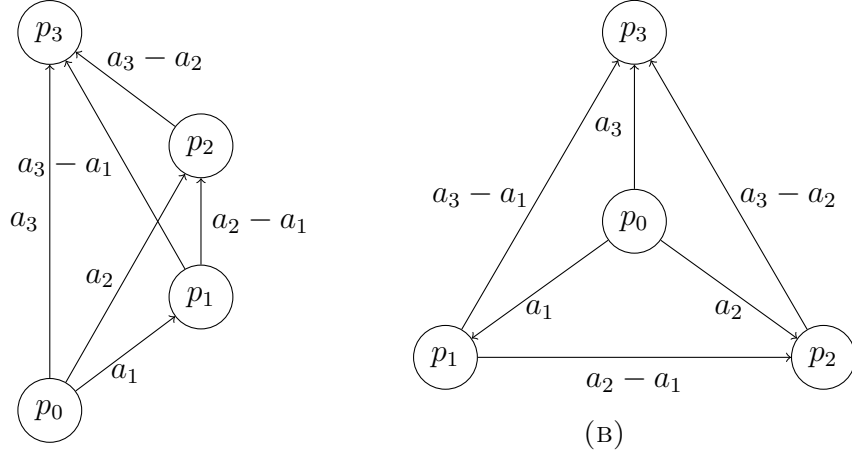 p₃
a₃ − a₂
p₂
a₃ − a₁
a₃
a₂ − a₁
a₂
p₁
a₁
p₀
p₃
a₃
a₃ − a₁
a₃ − a₂
p₀
a₁
a₂
p₁
p₂
a₂ − a₁
(B)